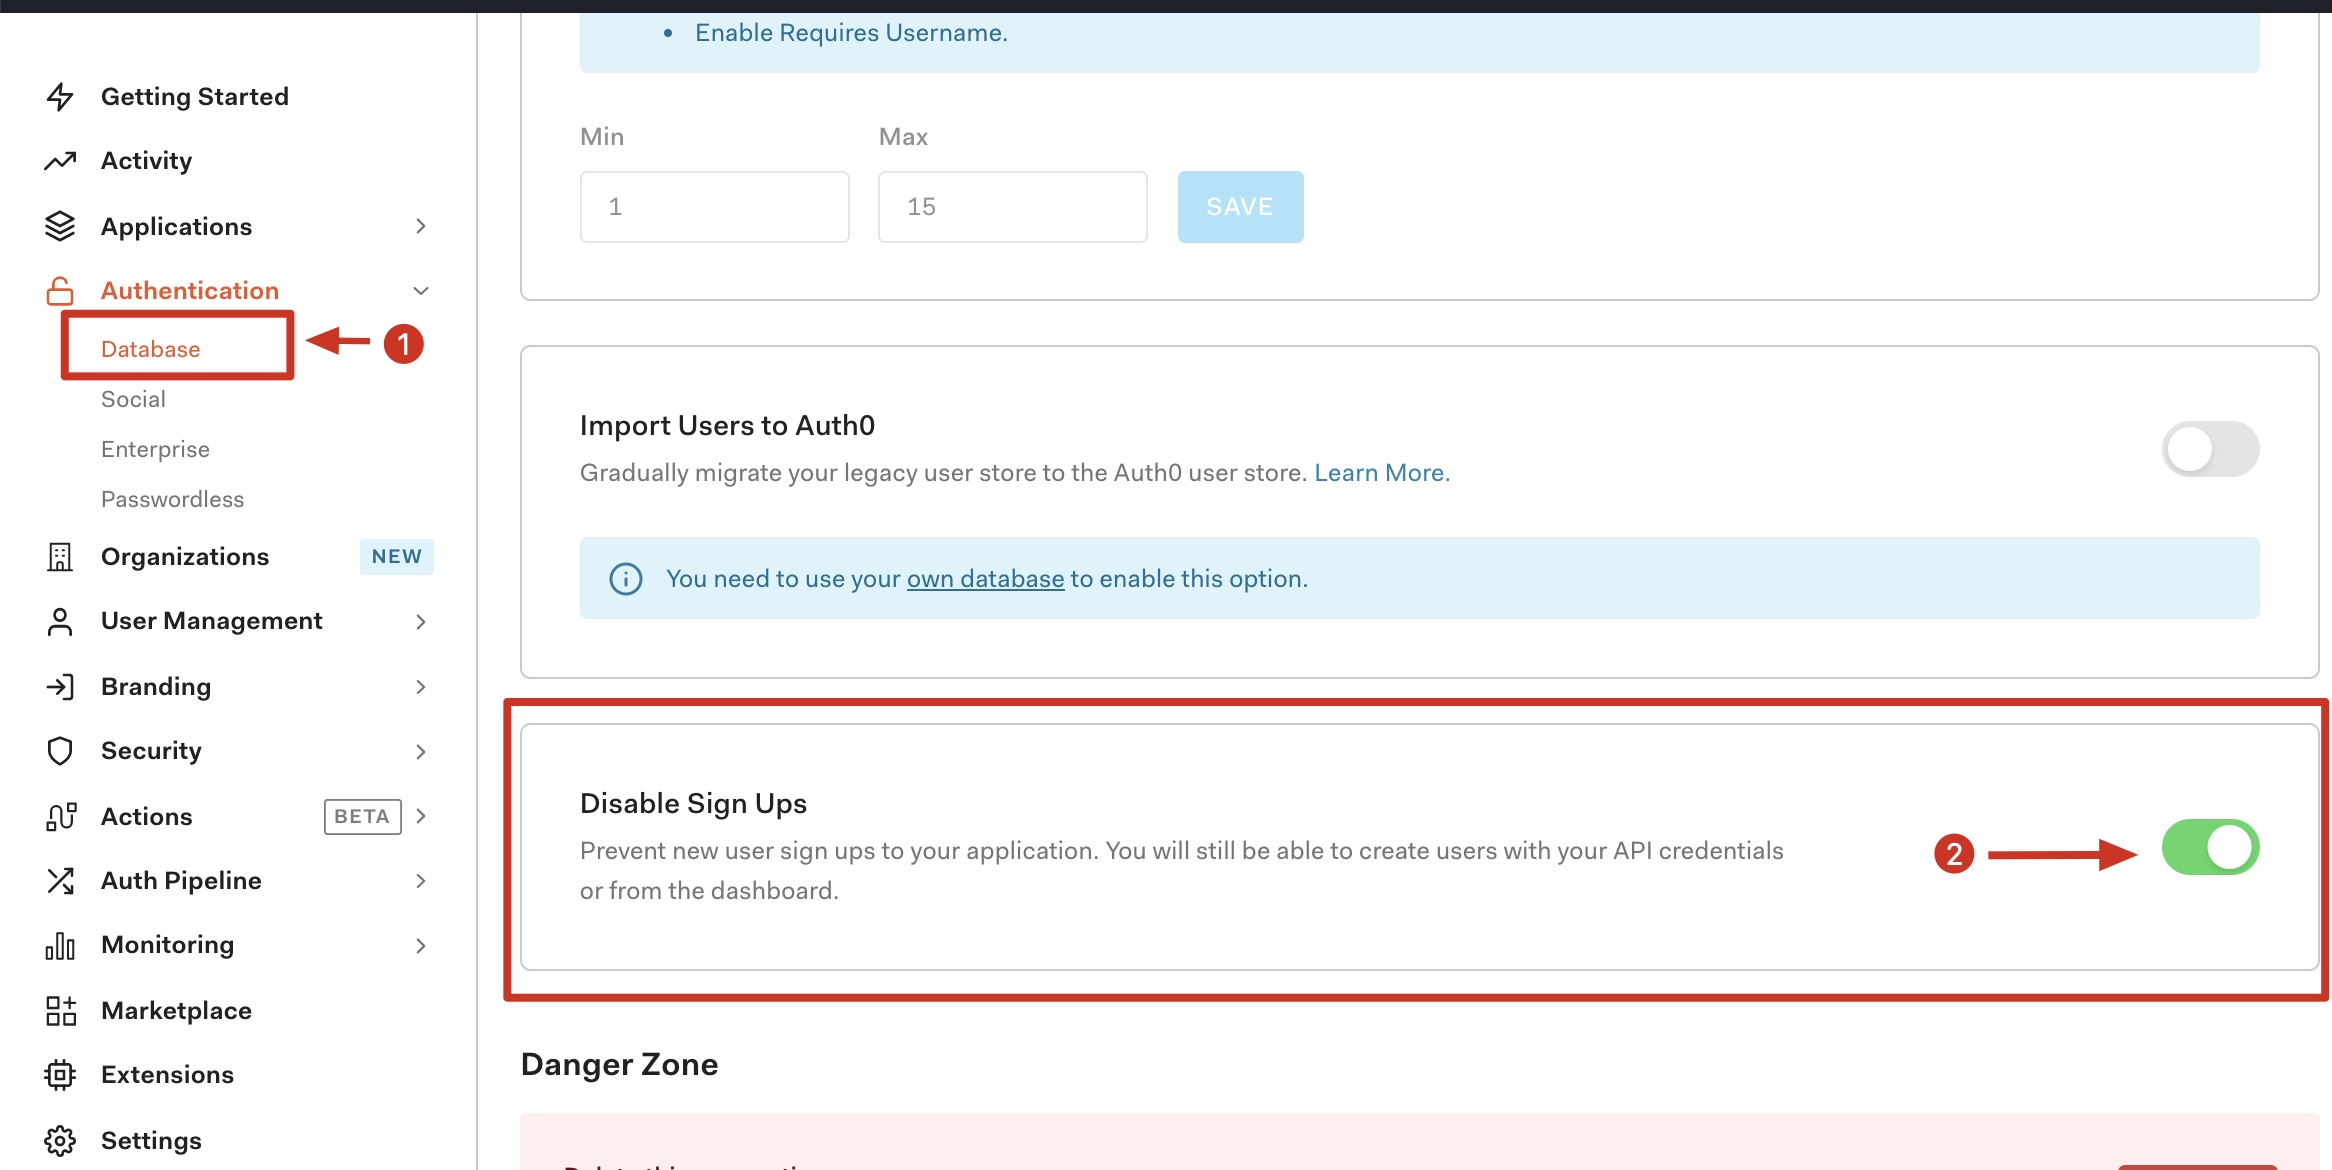 Getting Started
Activity
Applications
Authentication
Database
1
Social
Enterprise
Passwordless
Organizations NEW
User Management
Branding
Security
Actions BETA
Auth Pipeline
Monitoring
Marketplace
Extensions
Settings
• Enable Requires Username.
Min Max
1 15 SAVE
Import Users to Auth0
Gradually migrate your legacy user store to the Auth0 user store. Learn More.
You need to use your own database to enable this option.
Disable Sign Ups
Prevent new user sign ups to your application. You will still be able to create users with your API credentials
or from the dashboard.
2
Danger Zone